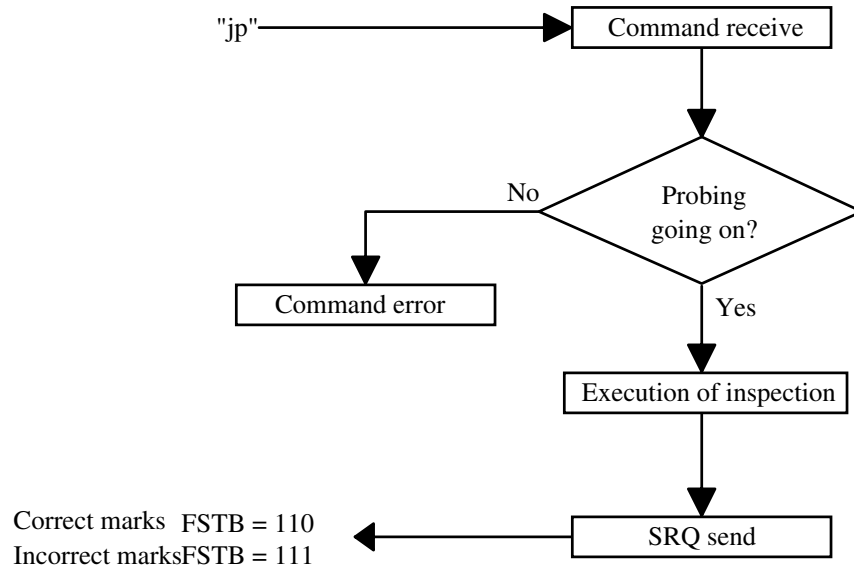 "jp"
Command receive
No
Probing
going on?
Command error
Yes
Execution of inspection
Correct marks FSTB = 110
SRQ send
Incorrect marksFSTB = 111